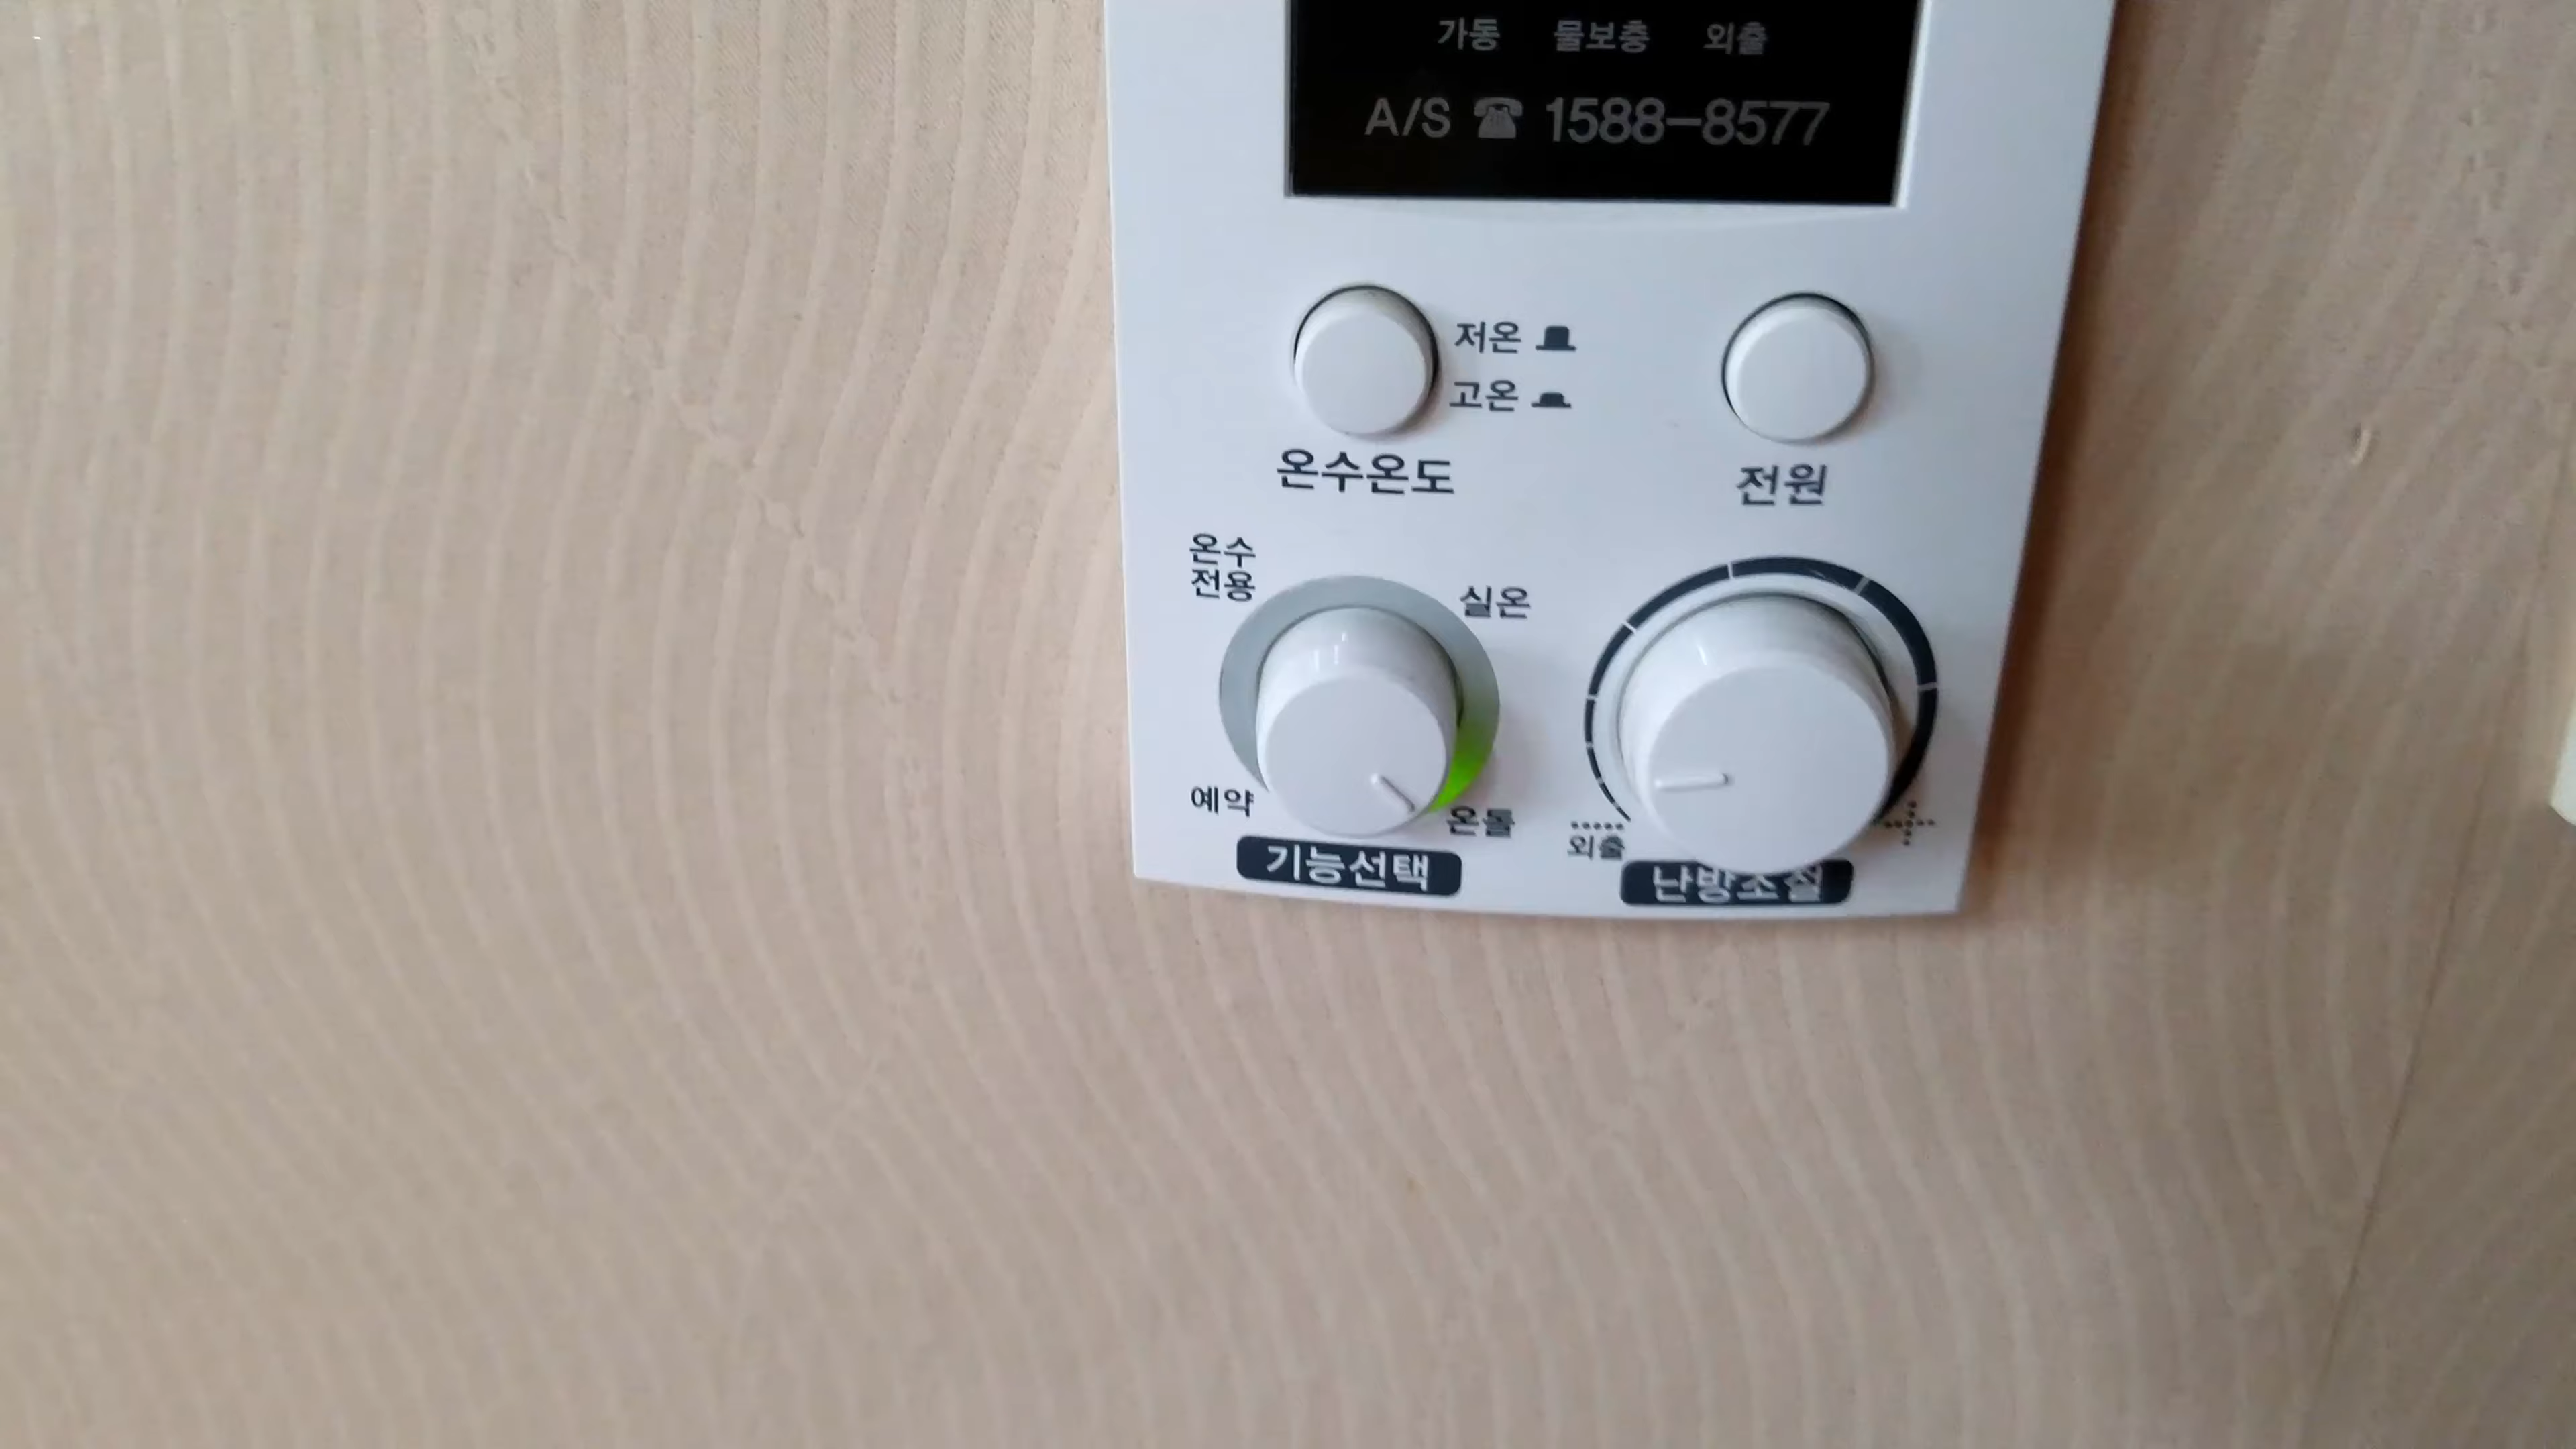 가동 물보충 외출
A/S ☎ 1588-8577
저온
고온
온수온도
전원
온수
전용
실온
예약
온돌
외출
기능선택
난방조절